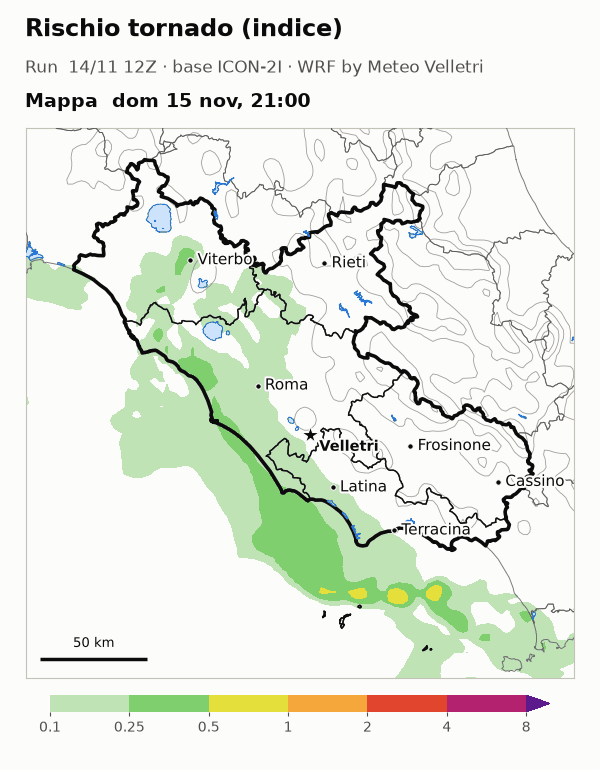 Rischio tornado (indice)
Run  14/11 12Z · base ICON-2I · WRF by Meteo Velletri
Mappa  dom 15 nov, 21:00
Viterbo
Rieti
Roma
Velletri
Frosinone
Cassino
Latina
Terracina
50 km
0.1 0.25 0.5 1 2 4 8